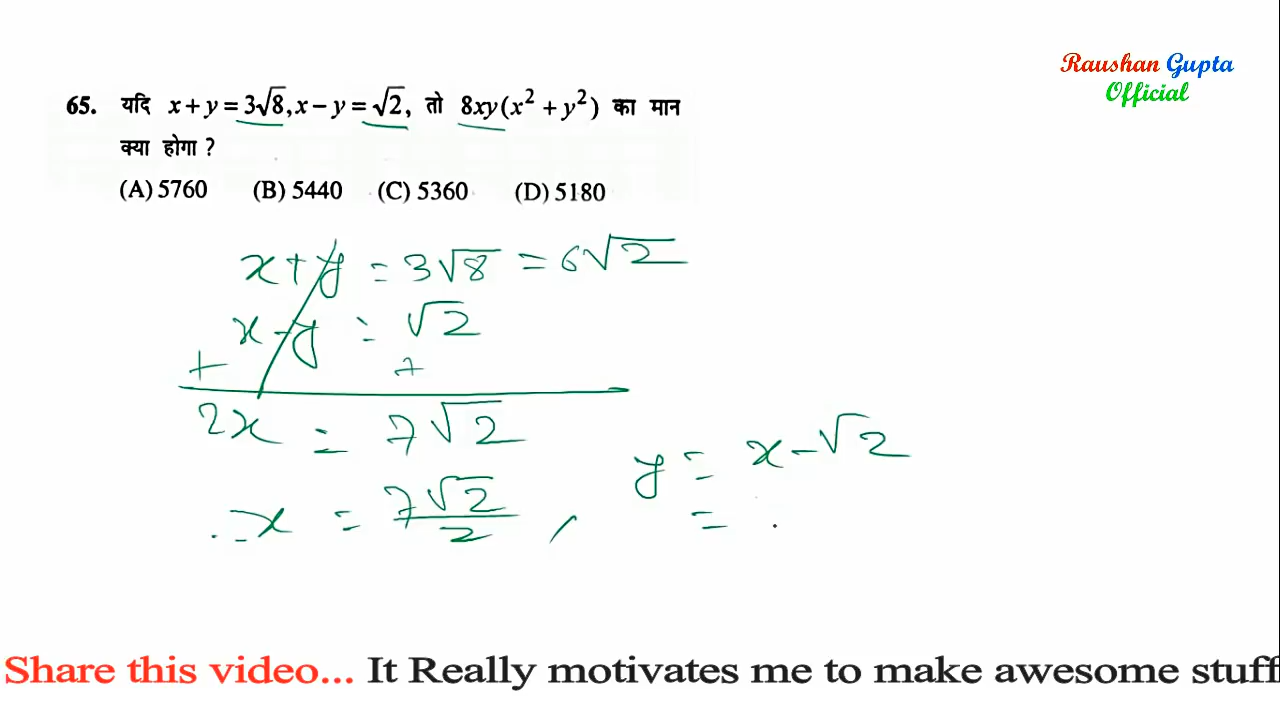 Raushan Gupta
Official
65. यदि x + y = 3√8, x − y = √2, तो 8xy(x² + y²) का मान
क्या होगा ?
(A) 5760 (B) 5440 (C) 5360 (D) 5180
x + y = 3√8 = 6√2
x - y = √2
+ +
2x = 7√2
y = x - √2
∴ x = 7√2/2 , =
Share this video... It Really motivates me to make awesome stuff